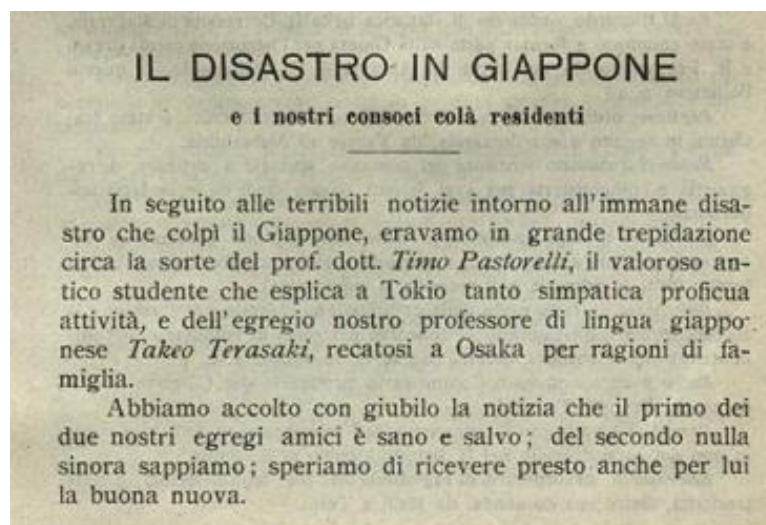 IL DISASTRO IN GIAPPONE
e i nostri consoci colà residenti
In seguito alle terribili notizie intorno all'immane disa-
stro che colpì il Giappone, eravamo in grande trepidazione
circa la sorte del prof. dott. Timo Pastorelli, il valoroso an-
tico studente che esplica a Tokio tanto simpatica proficua
attività, e dell'egregio nostro professore di lingua giappo-
nese Takeo Terasaki, recatosi a Osaka per ragioni di fa-
miglia.
Abbiamo accolto con giubilo la notizia che il primo dei
due nostri egregi amici è sano e salvo; del secondo nulla
sinora sappiamo; speriamo di ricevere presto anche per lui
la buona nuova.